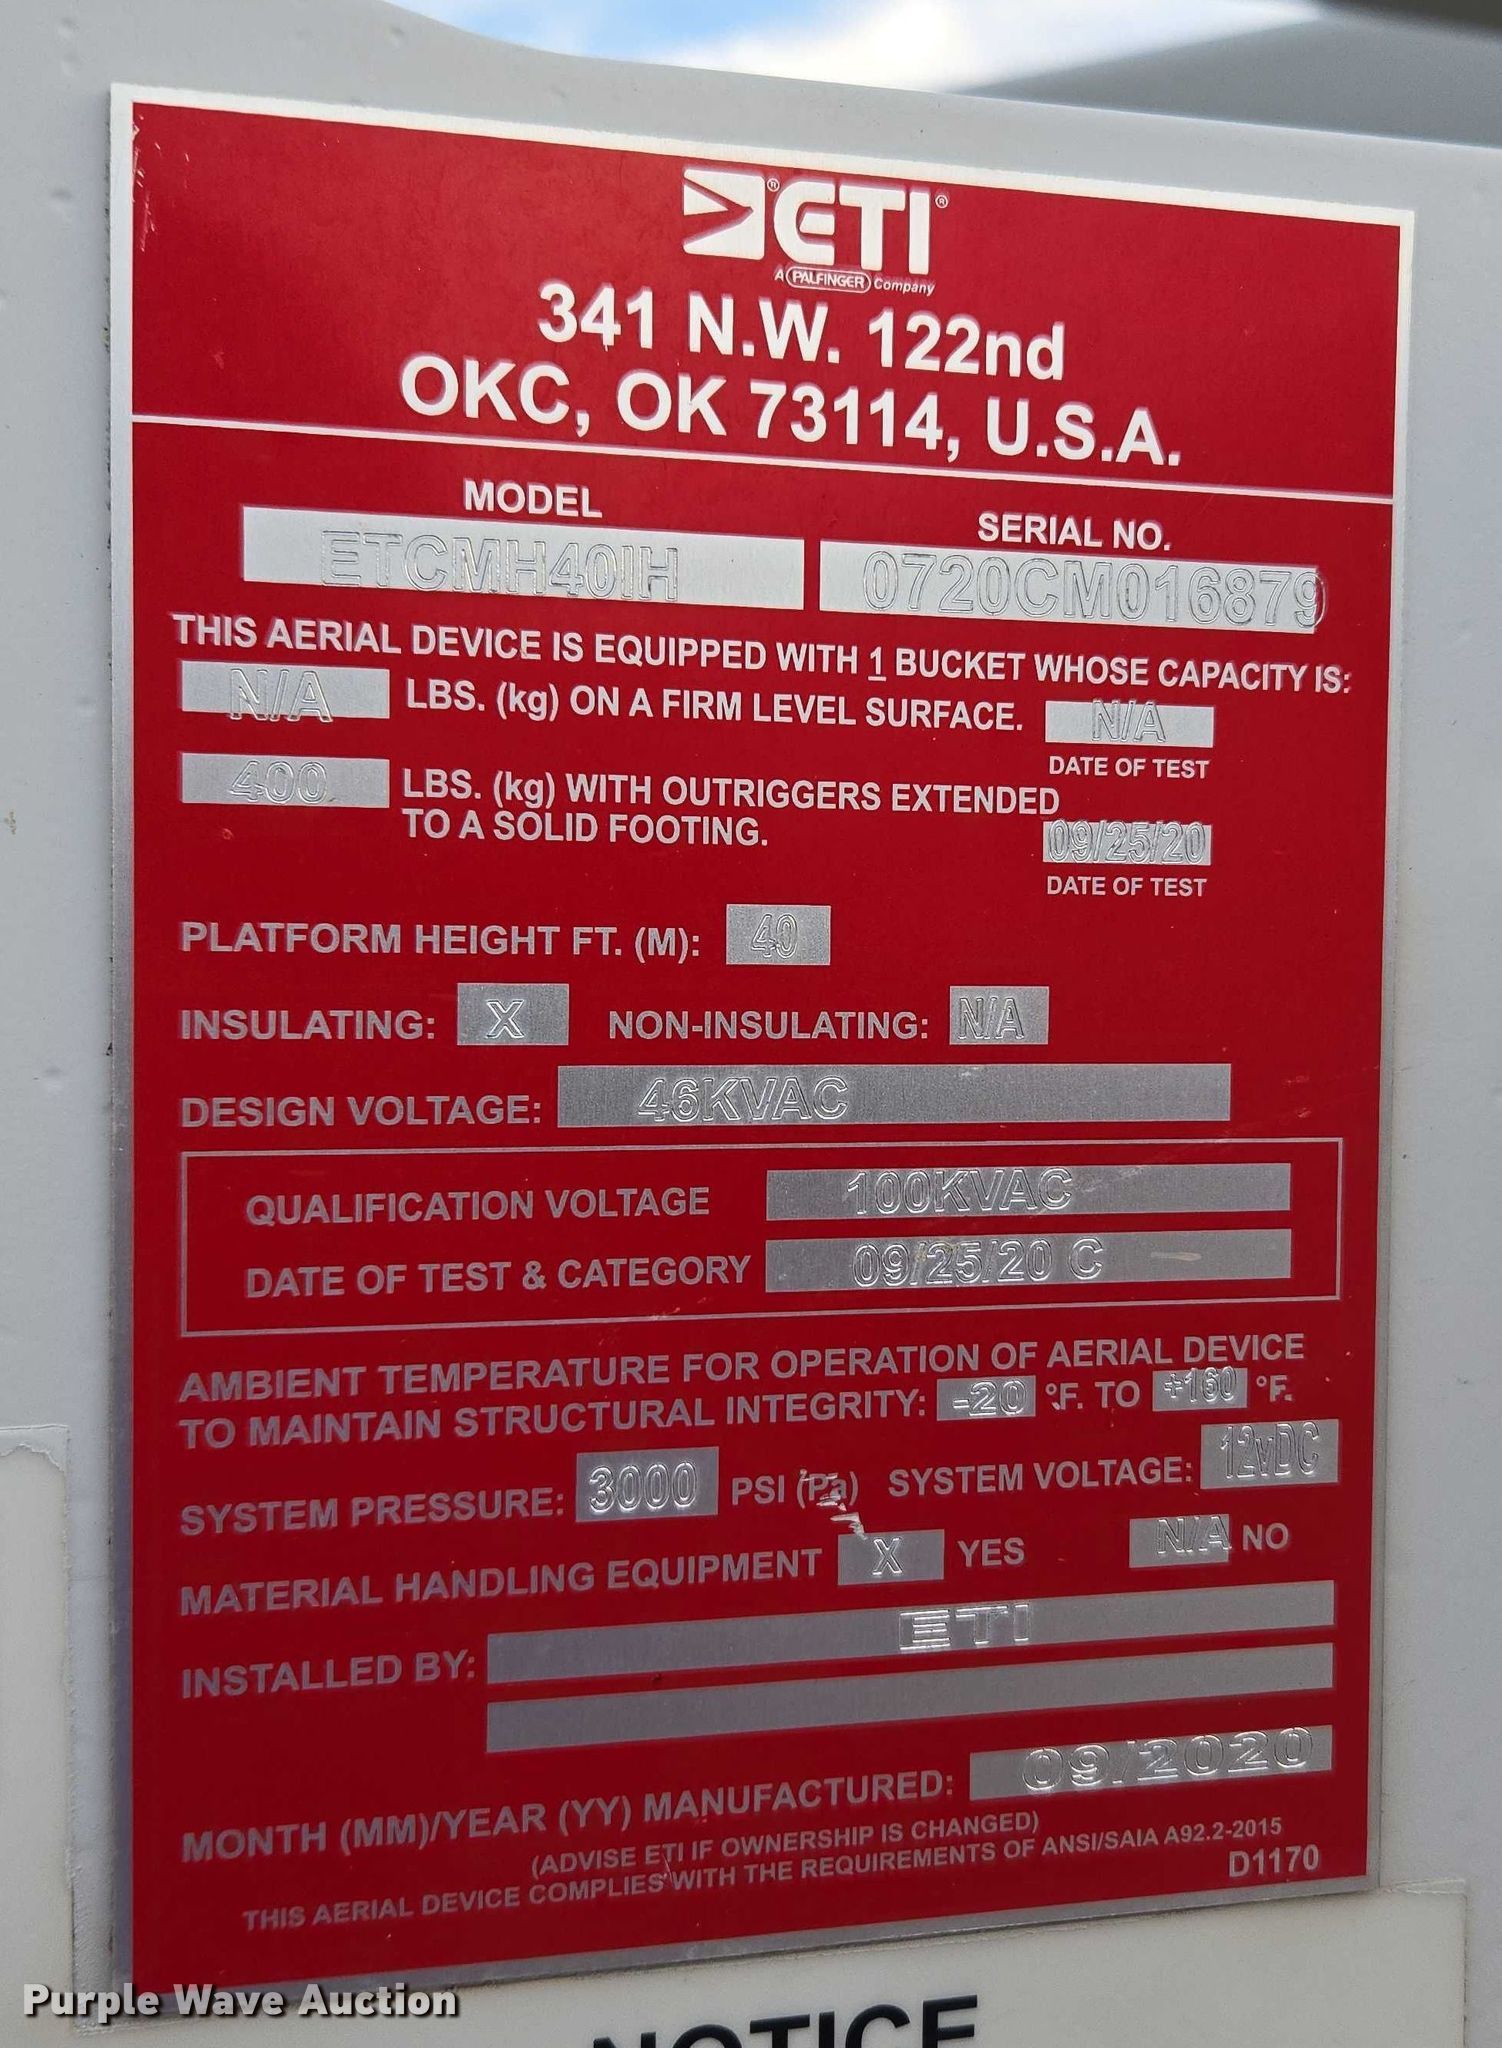 ETI
A PALFINGER Company
341 N.W. 122nd
OKC, OK 73114, U.S.A.
MODEL SERIAL NO.
ETCMH40IH 0720CM016879
THIS AERIAL DEVICE IS EQUIPPED WITH 1 BUCKET WHOSE CAPACITY IS:
N/A LBS. (kg) ON A FIRM LEVEL SURFACE. N/A
DATE OF TEST
400 LBS. (kg) WITH OUTRIGGERS EXTENDED
TO A SOLID FOOTING. 09/25/20
DATE OF TEST
PLATFORM HEIGHT FT. (M): 40
INSULATING: X NON-INSULATING: N/A
DESIGN VOLTAGE: 46KVAC
QUALIFICATION VOLTAGE 100KVAC
DATE OF TEST & CATEGORY 09/25/20 C
AMBIENT TEMPERATURE FOR OPERATION OF AERIAL DEVICE
TO MAINTAIN STRUCTURAL INTEGRITY: -20 °F. TO +160 °F.
SYSTEM PRESSURE: 3000 PSI (Pa) SYSTEM VOLTAGE: 12vDC
MATERIAL HANDLING EQUIPMENT X YES N/A NO
INSTALLED BY: ETI
MONTH (MM)/YEAR (YY) MANUFACTURED: 09/2020
(ADVISE ETI IF OWNERSHIP IS CHANGED)
THIS AERIAL DEVICE COMPLIES WITH THE REQUIREMENTS OF ANSI/SAIA A92.2-2015
D1170
NOTICE
Purple Wave Auction